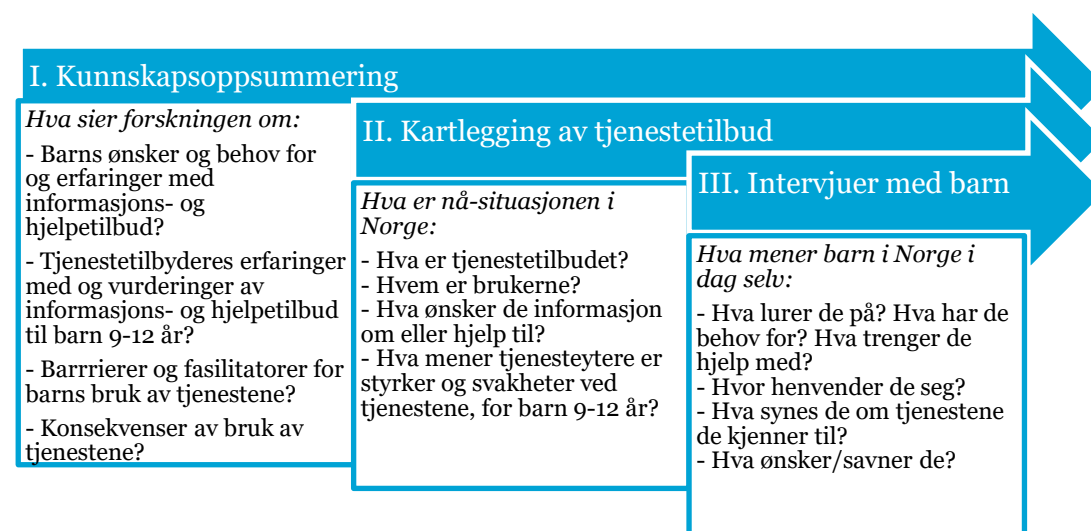 I. Kunnskapsoppsummering
Hva sier forskningen om:
- Barns ønsker og behov for
og erfaringer med
informasjons- og
hjelpetilbud?
- Tjenestetilbyderes erfaringer
med og vurderinger av
informasjons- og hjelpetilbud
til barn 9-12 år?
- Barrrierer og fasilitatorer for
barns bruk av tjenestene?
- Konsekvenser av bruk av
tjenestene?
II. Kartlegging av tjenestetilbud
Hva er nå-situasjonen i
Norge:
- Hva er tjenestetilbudet?
- Hvem er brukerne?
- Hva ønsker de informasjon
om eller hjelp til?
- Hva mener tjenesteytere er
styrker og svakheter ved
tjenestene, for barn 9-12 år?
III. Intervjuer med barn
Hva mener barn i Norge i
dag selv:
- Hva lurer de på? Hva har de
behov for? Hva trenger de
hjelp med?
- Hvor henvender de seg?
- Hva synes de om tjenestene
de kjenner til?
- Hva ønsker/savner de?